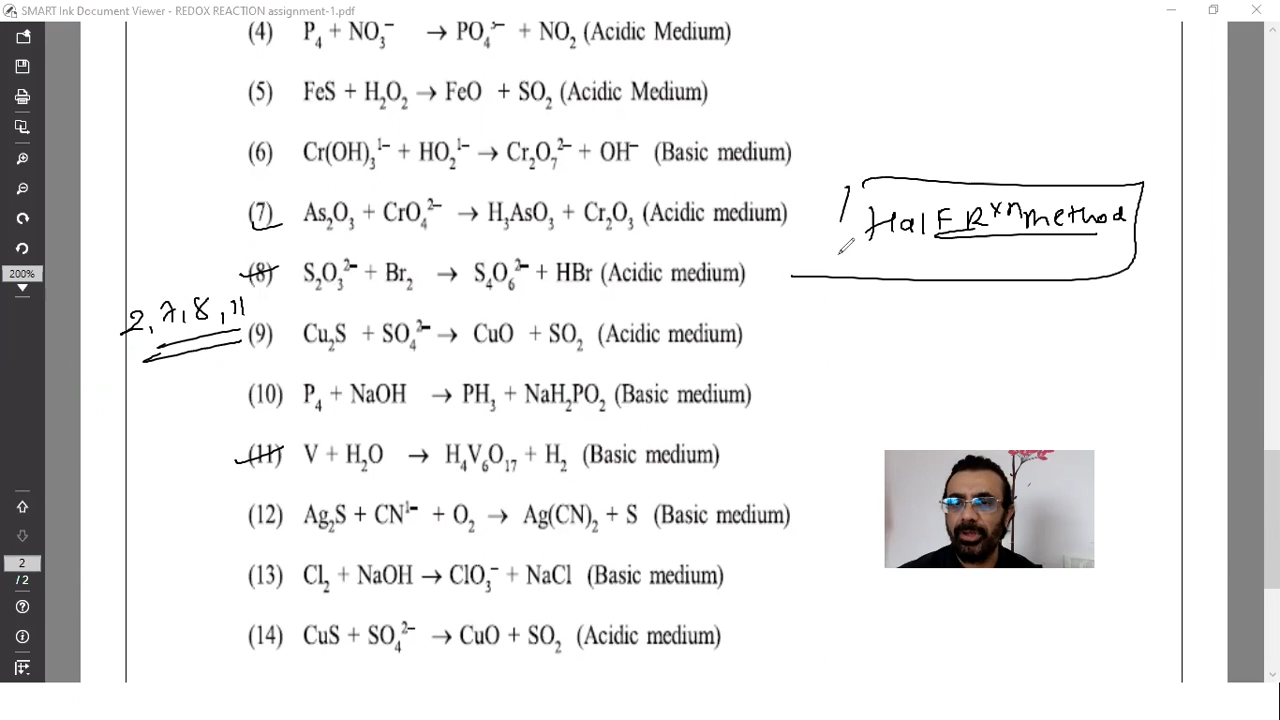 SMART Ink Document Viewer - REDOX REACTION assignment-1.pdf
(4) P₄ + NO₃⁻ → PO₄³⁻ + NO₂ (Acidic Medium)
(5) FeS + H₂O₂ → FeO + SO₂ (Acidic Medium)
(6) Cr(OH)₃¹⁻ + HO₂¹⁻ → Cr₂O₇²⁻ + OH⁻ (Basic medium)
(7) As₂O₃ + CrO₄²⁻ → H₃AsO₃ + Cr₂O₃ (Acidic medium)
Half Rxn method
(8) S₂O₃²⁻ + Br₂ → S₄O₆²⁻ + HBr (Acidic medium)
200%
2, 7, 8, 11
(9) Cu₂S + SO₄²⁻ → CuO + SO₂ (Acidic medium)
(10) P₄ + NaOH → PH₃ + NaH₂PO₂ (Basic medium)
(11) V + H₂O → H₄V₆O₁₇ + H₂ (Basic medium)
(12) Ag₂S + CN¹⁻ + O₂ → Ag(CN)₂ + S (Basic medium)
2
/ 2
(13) Cl₂ + NaOH → ClO₃⁻ + NaCl (Basic medium)
(14) CuS + SO₄²⁻ → CuO + SO₂ (Acidic medium)